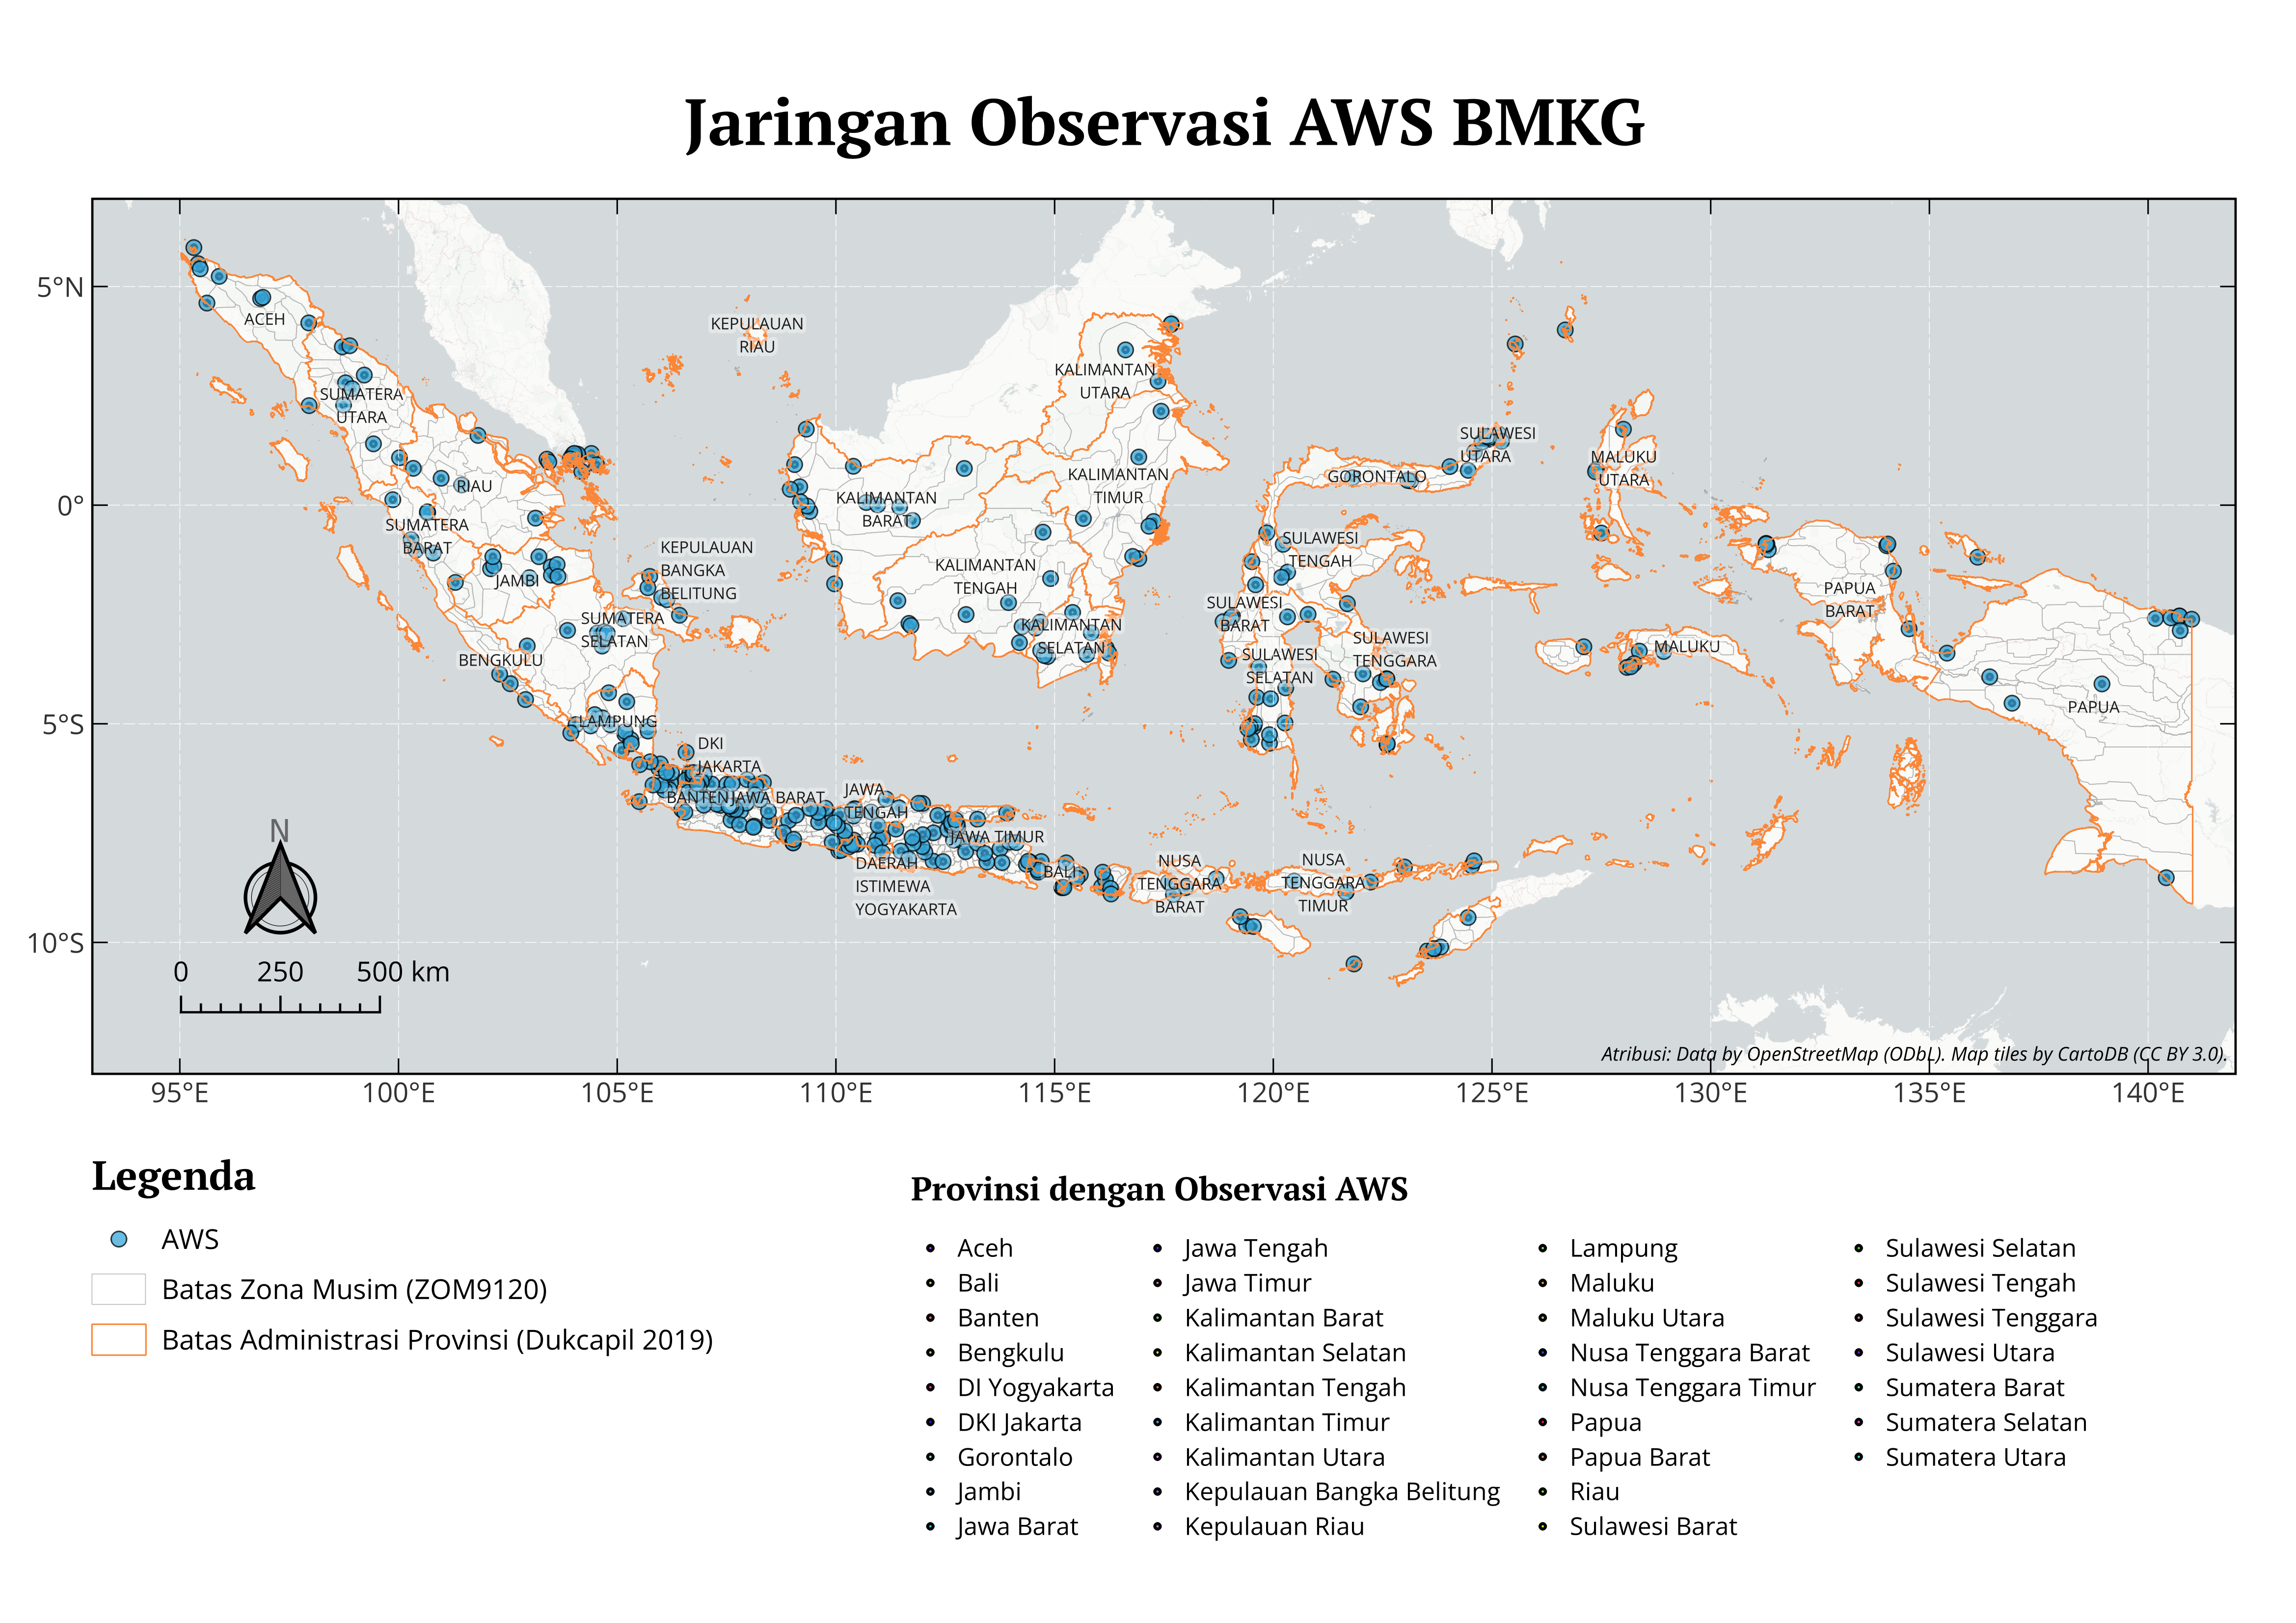 Jaringan Observasi AWS BMKG
5°N
0°
5°S
10°S
ACEH
SUMATERA
UTARA
RIAU
SUMATERA
BARAT
JAMBI
KEPULAUAN
RIAU
KEPULAUAN
BANGKA
BELITUNG
SUMATERA
SELATAN
BENGKULU
LAMPUNG
DKI
JAKARTA
BANTEN
JAWA BARAT
JAWA
TENGAH
DAERAH
ISTIMEWA
YOGYAKARTA
JAWA TIMUR
BALI
NUSA
TENGGARA
BARAT
NUSA
TENGGARA
TIMUR
KALIMANTAN
UTARA
KALIMANTAN
TIMUR
KALIMANTAN
BARAT
KALIMANTAN
TENGAH
KALIMANTAN
SELATAN
SULAWESI
UTARA
GORONTALO
SULAWESI
TENGAH
SULAWESI
BARAT
SULAWESI
SELATAN
SULAWESI
TENGGARA
MALUKU
UTARA
MALUKU
PAPUA
BARAT
PAPUA
N
0 250 500 km
Atribusi: Data by OpenStreetMap (ODbL). Map tiles by CartoDB (CC BY 3.0).
95°E 100°E 105°E 110°E 115°E 120°E 125°E 130°E 135°E 140°E
Legenda
AWS
Batas Zona Musim (ZOM9120)
Batas Administrasi Provinsi (Dukcapil 2019)
Provinsi dengan Observasi AWS
Aceh
Bali
Banten
Bengkulu
DI Yogyakarta
DKI Jakarta
Gorontalo
Jambi
Jawa Barat
Jawa Tengah
Jawa Timur
Kalimantan Barat
Kalimantan Selatan
Kalimantan Tengah
Kalimantan Timur
Kalimantan Utara
Kepulauan Bangka Belitung
Kepulauan Riau
Lampung
Maluku
Maluku Utara
Nusa Tenggara Barat
Nusa Tenggara Timur
Papua
Papua Barat
Riau
Sulawesi Barat
Sulawesi Selatan
Sulawesi Tengah
Sulawesi Tenggara
Sulawesi Utara
Sumatera Barat
Sumatera Selatan
Sumatera Utara